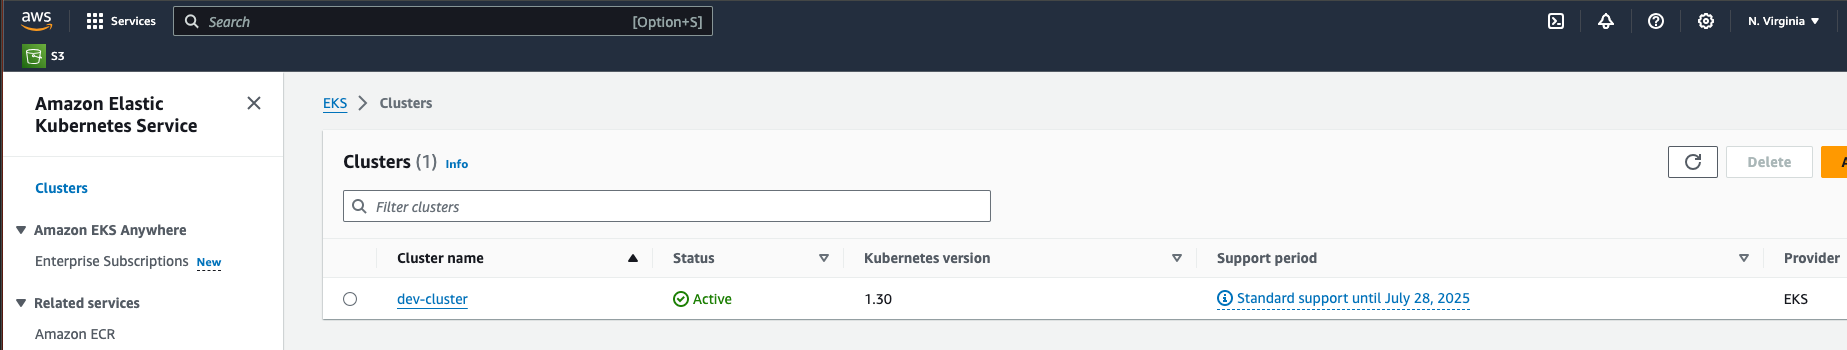 aws
Services
Search
[Option+S]
N. Virginia
S3
Amazon Elastic
Kubernetes Service
Clusters
Amazon EKS Anywhere
Enterprise Subscriptions New
Related services
Amazon ECR
EKS
Clusters
Clusters (1) Info
Delete
Filter clusters
Cluster name
Status
Kubernetes version
Support period
Provider
dev-cluster
Active
1.30
Standard support until July 28, 2025
EKS